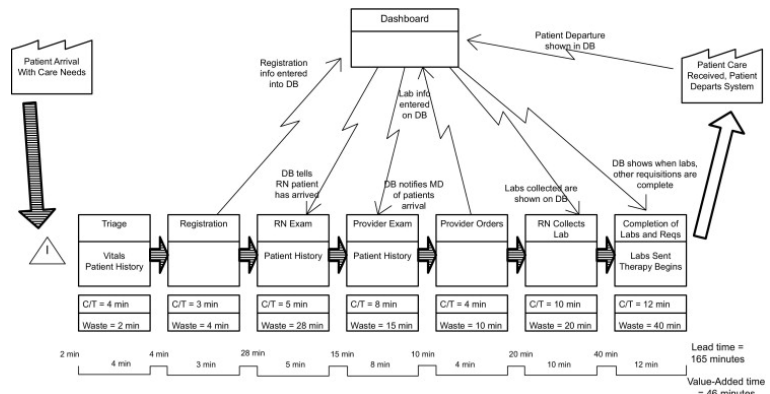 Dashboard
Patient Departure
shown in DB
Patient Arrival
With Care Needs
Registration
info entered
into DB
Patient Care
Received, Patient
Departs System
Lab info
entered
on DB
DB tells
RN patient
has arrived
DB notifies MD
of patients
arrival
Labs collected are
shown on DB
DB shows when labs,
other requisitions are
complete
I
Triage
Vitals
Patient History
Registration
RN Exam
Patient History
Provider Exam
Patient History
Provider Orders
RN Collects
Lab
Completion of
Labs and Reqs
Labs Sent
Therapy Begins
C/T = 4 min
Waste = 2 min
C/T = 3 min
Waste = 4 min
C/T = 5 min
Waste = 28 min
C/T = 8 min
Waste = 15 min
C/T = 4 min
Waste = 10 min
C/T = 10 min
Waste = 20 min
C/T = 12 min
Waste = 40 min
2 min
4 min
4 min
3 min
28 min
5 min
15 min
8 min
10 min
4 min
20 min
10 min
40 min
12 min
Lead time =
165 minutes
Value-Added time
= 46 minutes